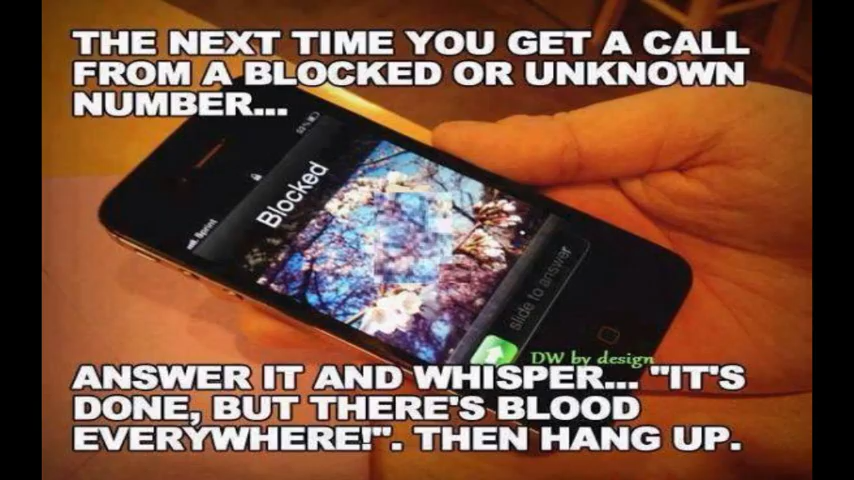 THE NEXT TIME YOU GET A CALL
FROM A BLOCKED OR UNKNOWN
NUMBER...
Sprint
Blocked
slide to answer
DW by design
ANSWER IT AND WHISPER... "IT'S
DONE, BUT THERE'S BLOOD
EVERYWHERE!". THEN HANG UP.